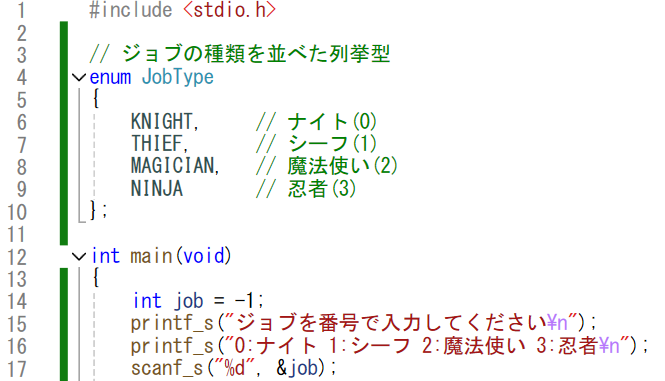 1 #include <stdio.h>
2
3 // ジョブの種類を並べた列挙型
4 enum JobType
5 {
6 KNIGHT, // ナイト(0)
7 THIEF, // シーフ(1)
8 MAGICIAN, // 魔法使い(2)
9 NINJA // 忍者(3)
10 };
11
12 int main(void)
13 {
14 int job = -1;
15 printf_s("ジョブを番号で入力してください¥n");
16 printf_s("0:ナイト 1:シーフ 2:魔法使い 3:忍者¥n");
17 scanf_s("%d", &job);